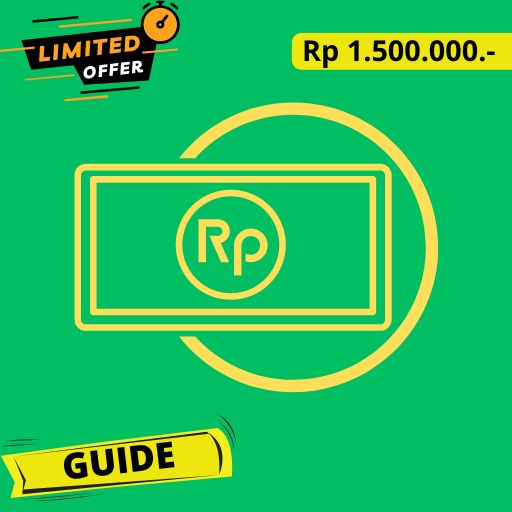 LIMITED
OFFER
Rp 1.500.000.-
Rp
GUIDE